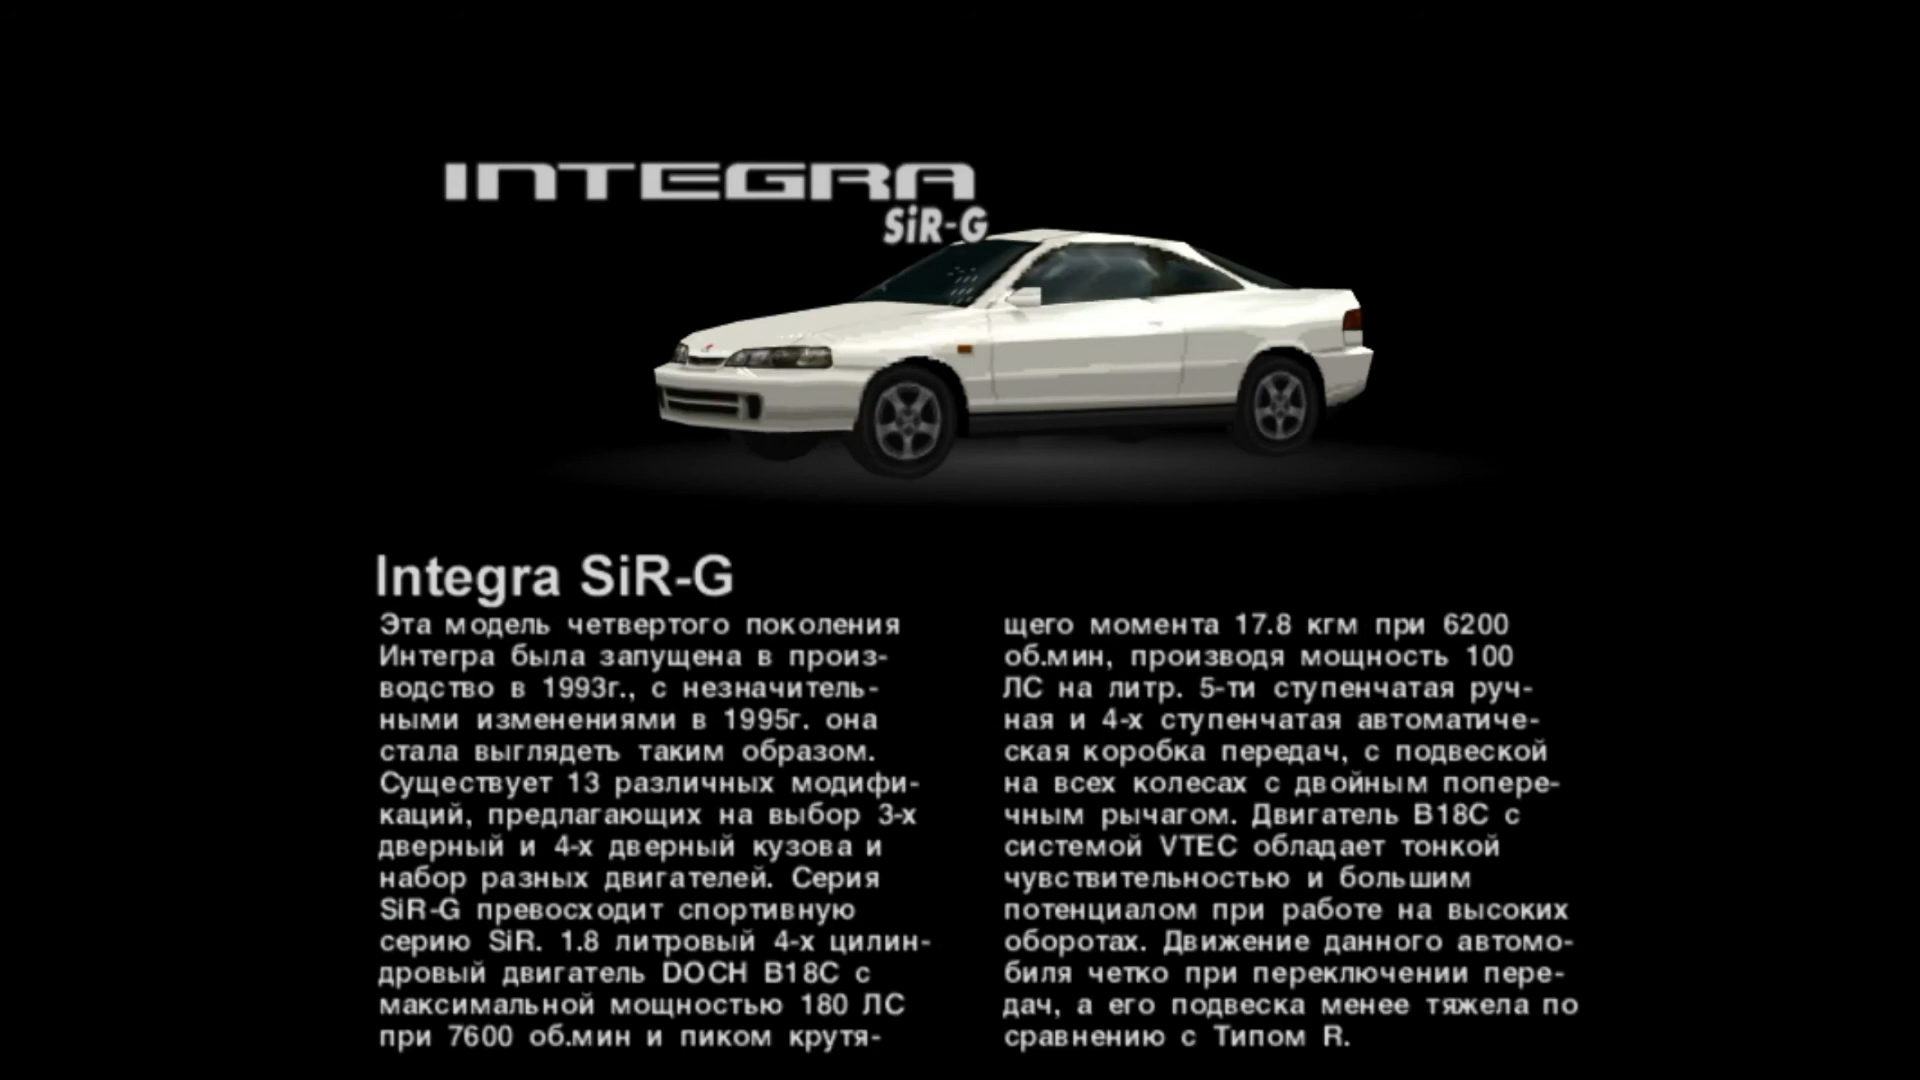 INTEGRA
SiR-G
Integra SiR-G
Эта модель четвертого поколения
Интегра была запущена в произ-
водство в 1993г., с незначитель-
ными изменениями в 1995г. она
стала выглядеть таким образом.
Существует 13 различных модифи-
каций, предлагающих на выбор 3-х
дверный и 4-х дверный кузова и
набор разных двигателей. Серия
SiR-G превосходит спортивную
серию SiR. 1.8 литровый 4-х цилин-
дровый двигатель DOCH B18C с
максимальной мощностью 180 ЛС
при 7600 об.мин и пиком крутя-
щего момента 17.8 кгм при 6200
об.мин, производя мощность 100
ЛС на литр. 5-ти ступенчатая руч-
ная и 4-х ступенчатая автоматиче-
ская коробка передач, с подвеской
на всех колесах с двойным попере-
чным рычагом. Двигатель B18C с
системой VTEC обладает тонкой
чувствительностью и большим
потенциалом при работе на высоких
оборотах. Движение данного автомо-
биля четко при переключении пере-
дач, а его подвеска менее тяжела по
сравнению с Типом R.